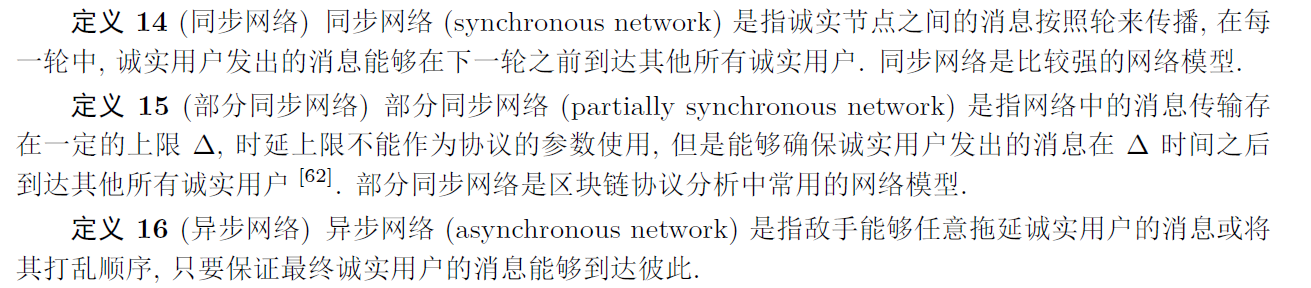 定义 14 (同步网络) 同步网络 (synchronous network) 是指诚实节点之间的消息按照轮来传播, 在每
一轮中, 诚实用户发出的消息能够在下一轮之前到达其他所有诚实用户. 同步网络是比较强的网络模型.
定义 15 (部分同步网络) 部分同步网络 (partially synchronous network) 是指网络中的消息传输存
在一定的上限 Δ, 时延上限不能作为协议的参数使用, 但是能够确保诚实用户发出的消息在 Δ 时间之后
到达其他所有诚实用户 [62]. 部分同步网络是区块链协议分析中常用的网络模型.
定义 16 (异步网络) 异步网络 (asynchronous network) 是指敌手能够任意拖延诚实用户的消息或将
其打乱顺序, 只要保证最终诚实用户的消息能够到达彼此.